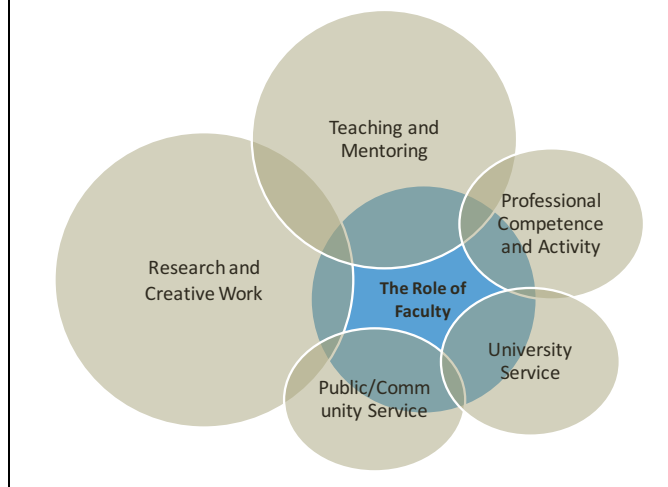 Teaching and
Mentoring
Professional
Competence
and Activity
Research and
Creative Work
The Role of
Faculty
University
Service
Public/Comm
unity Service